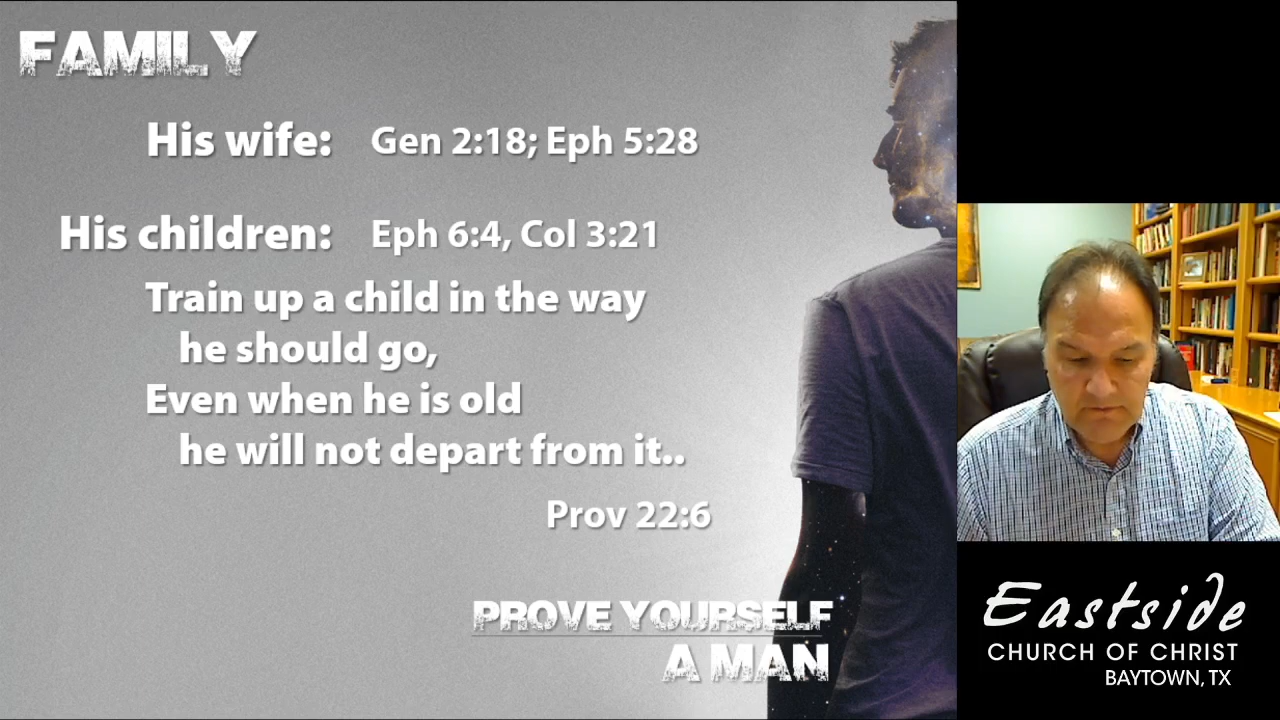 FAMILY
His wife: Gen 2:18; Eph 5:28
His children: Eph 6:4, Col 3:21
Train up a child in the way
he should go,
Even when he is old
he will not depart from it..
Prov 22:6
PROVE YOURSELF
A MAN
Eastside
CHURCH OF CHRIST
BAYTOWN, TX